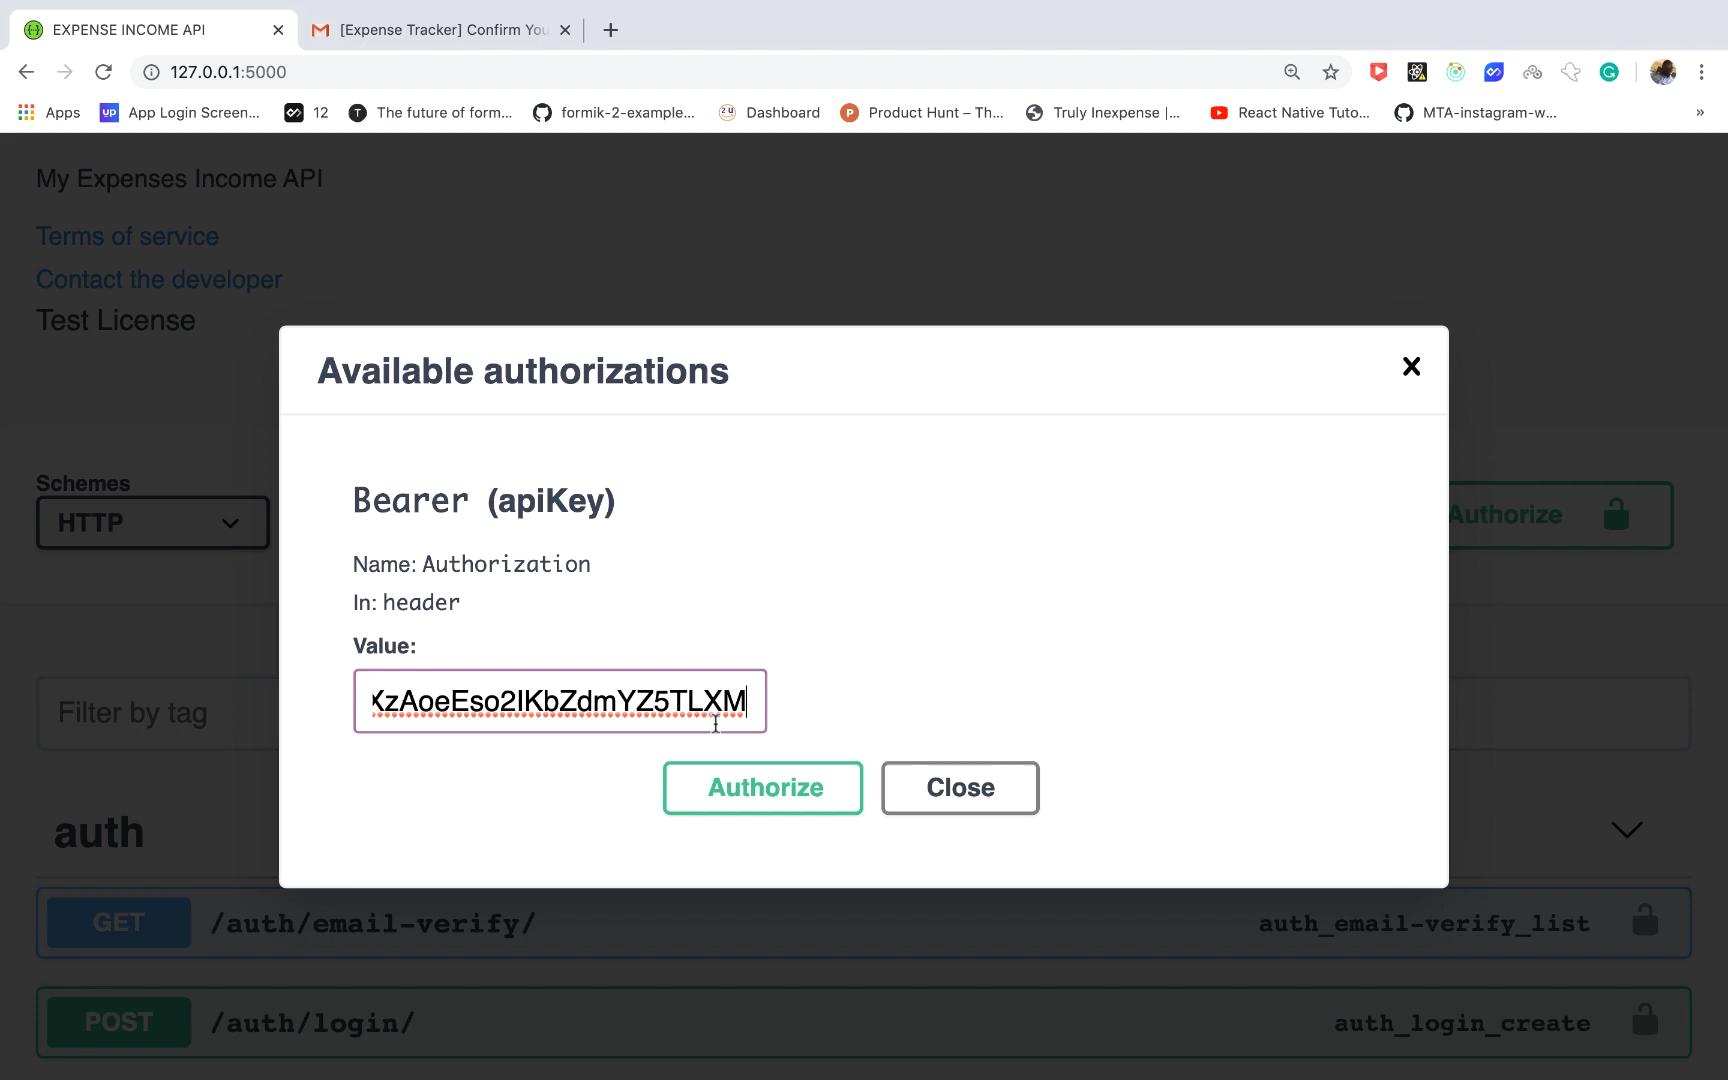 EXPENSE INCOME API
[Expense Tracker] Confirm You
127.0.0.1:5000
Apps
up
App Login Screen...
12
T
The future of form...
formik-2-example...
Dashboard
P
Product Hunt – Th...
Truly Inexpense |...
React Native Tuto...
MTA-instagram-w...
»
My Expenses Income API
Terms of service
Contact the developer
Test License
Available authorizations
Schemes
HTTP
Authorize
Bearer (apiKey)
Name: Authorization
In: header
Value:
XzAoeEso2IKbZdmYZ5TLXM
Filter by tag
Authorize
Close
auth
GET /auth/email-verify/ auth_email-verify_list
POST /auth/login/ auth_login_create